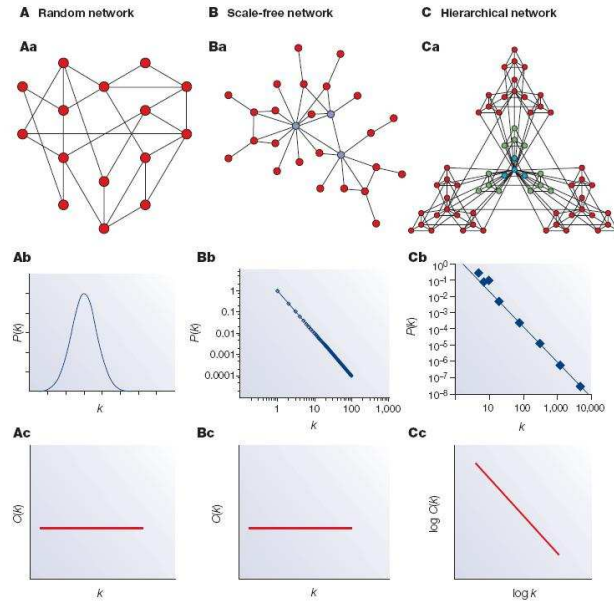 A Random network
B Scale-free network
C Hierarchical network
Aa
Ba
Ca
Ab
Bb
Cb
P(k)
k
1
0.1
0.01
0.001
0.0001
P(k)
1
10
100
1,000
k
10⁰
10⁻¹
10⁻²
10⁻³
10⁻⁴
10⁻⁵
10⁻⁶
10⁻⁷
10⁻⁸
P(k)
10
100
1,000
10,000
k
Ac
Bc
Cc
C(k)
k
C(k)
k
log C(k)
log k